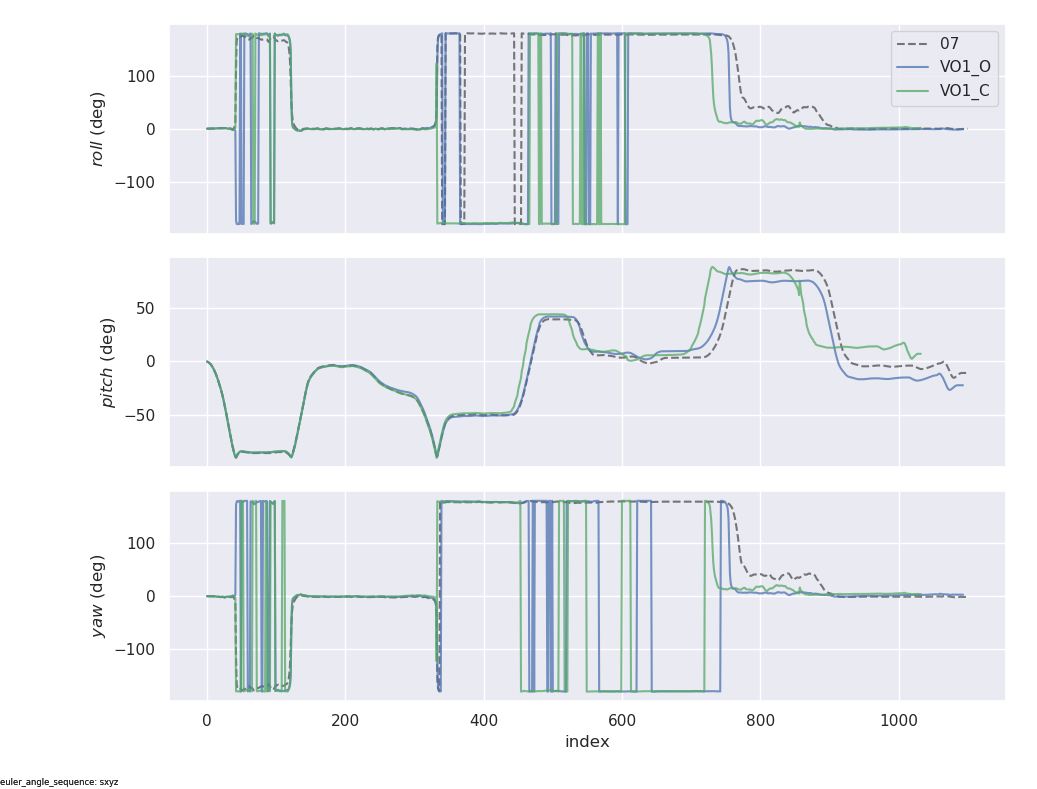 100
0
−100
roll (deg)
07
VO1_O
VO1_C
50
0
−50
pitch (deg)
100
0
−100
yaw (deg)
0 200 400 600 800 1000
index
euler_angle_sequence: sxyz